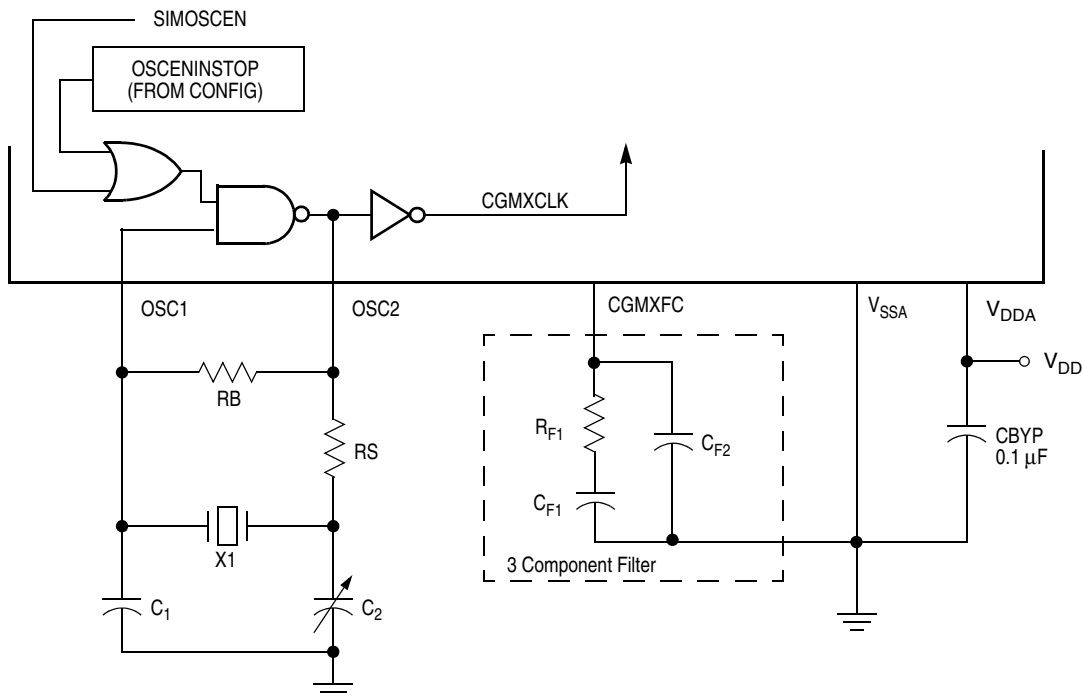 SIMOSCEN
OSCENINSTOP
(FROM CONFIG)
CGMXCLK
OSC1
OSC2
CGMXFC
VSSA
VDDA
VDD
RB
RS
RF1
CF2
CBYP
0.1 µF
CF1
X1
3 Component Filter
C1
C2